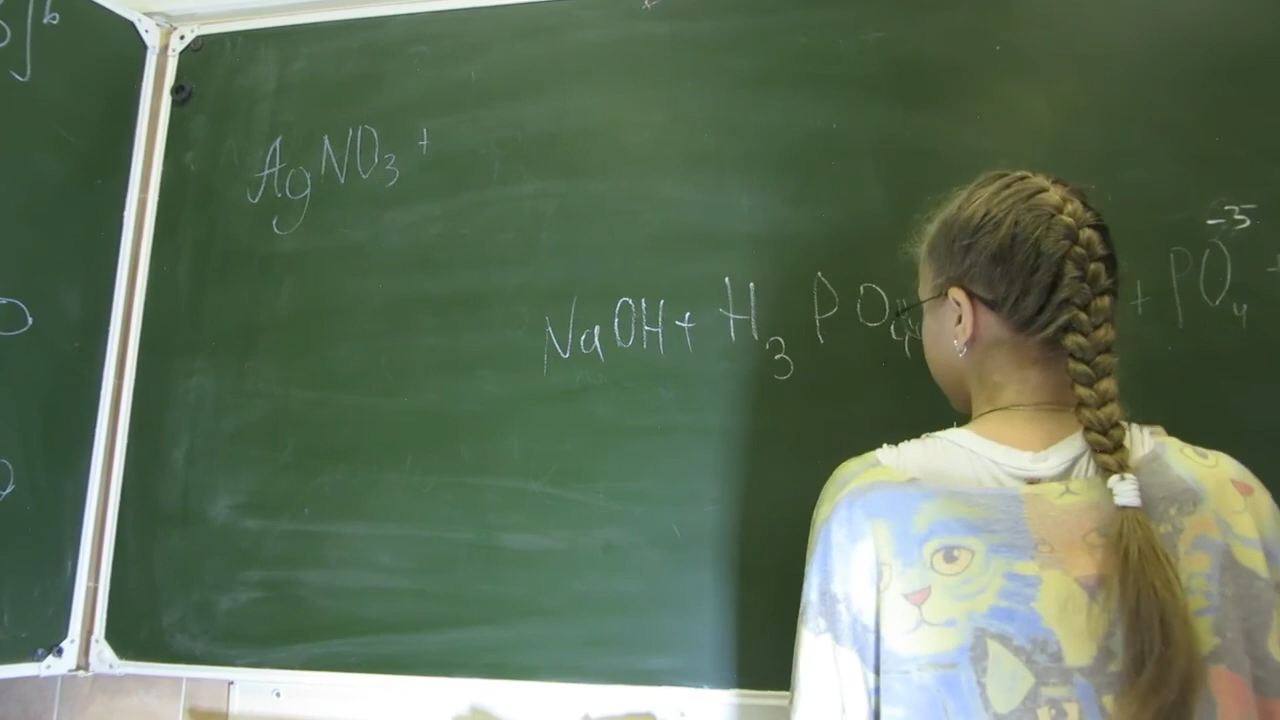 AgNO₃ +
NaOH + H₃PO₄ + PO₄⁻³ +